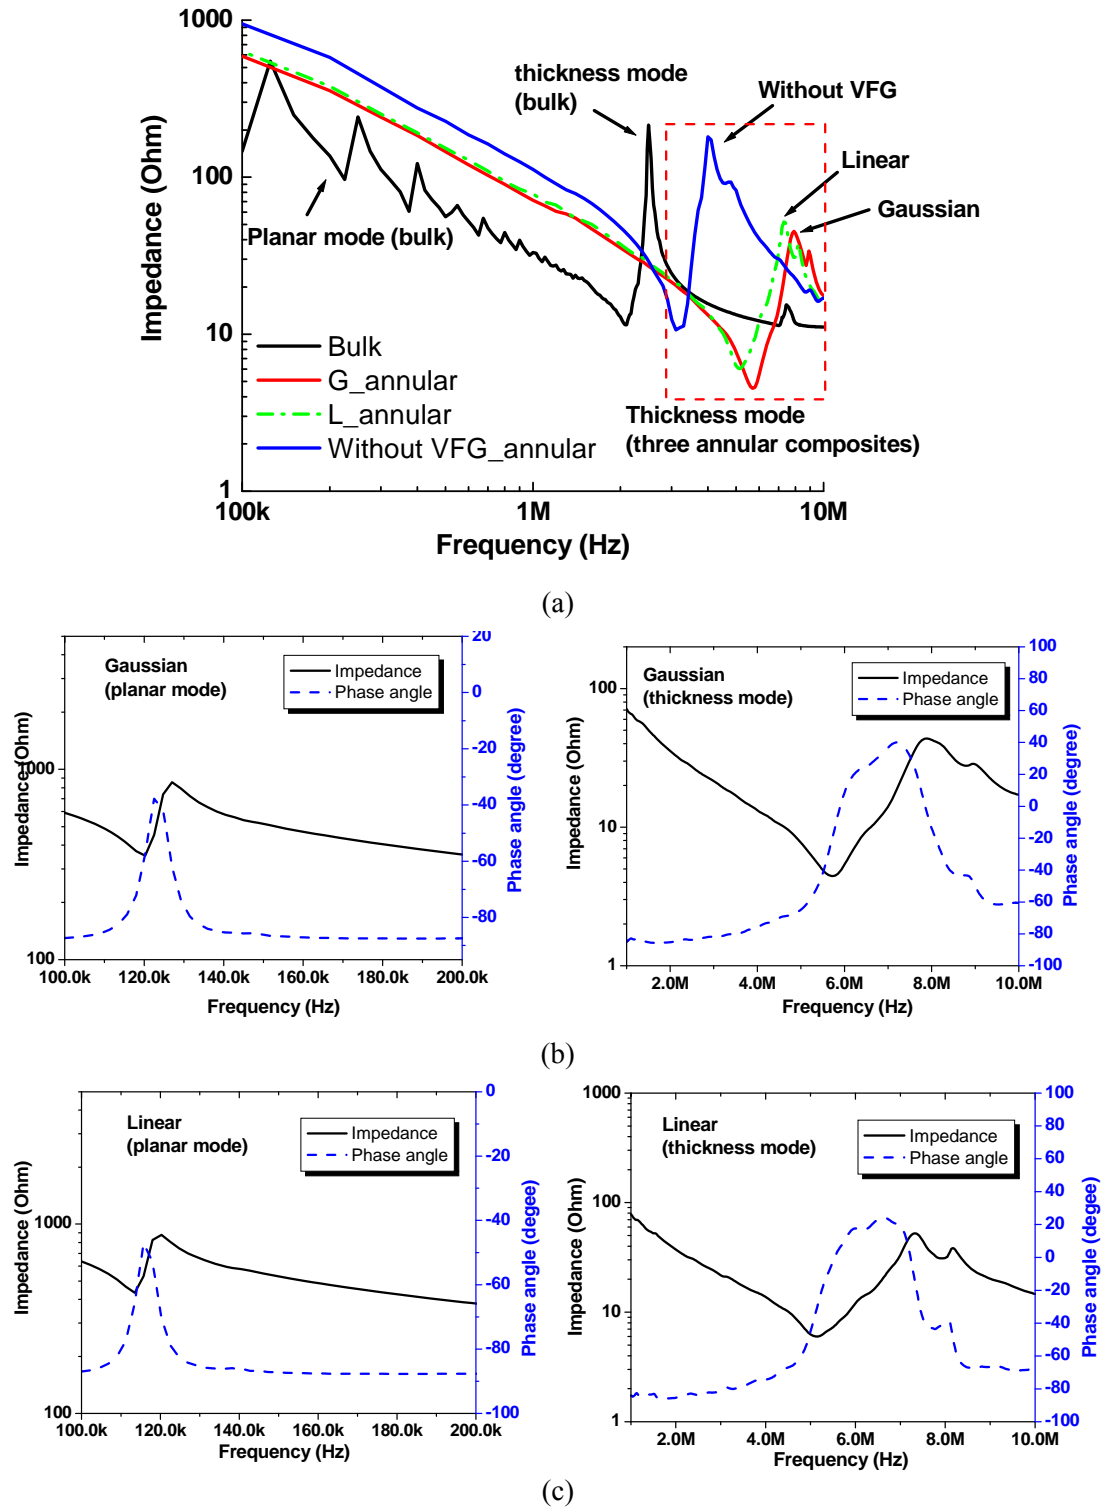 1000
100
10
1
Impedance (Ohm)
thickness mode
(bulk)
Without VFG
Linear
Gaussian
Planar mode (bulk)
Bulk
G_annular
L_annular
Without VFG_annular
Thickness mode
(three annular composites)
100k
1M
10M
Frequency (Hz)
(a)
Gaussian
(planar mode)
Impedance
Phase angle
1000
100
Impedance (Ohm)
20
0
-20
-40
-60
-80
Phase angle (degree)
100.0k
120.0k
140.0k
160.0k
180.0k
200.0k
Frequency (Hz)
Gaussian
(thickness mode)
Impedance
Phase angle
100
10
1
Impedance (Ohm)
100
80
60
40
20
0
-20
-40
-60
-80
-100
Phase angle (degree)
2.0M
4.0M
6.0M
8.0M
10.0M
Frequency (Hz)
(b)
Linear
(planar mode)
Impedance
Phase angle
1000
100
Impedance (Ohm)
0
-20
-40
-60
-80
-100
Phase angle (degee)
100.0k
120.0k
140.0k
160.0k
180.0k
200.0k
Frequency (Hz)
Linear
(thickness mode)
Impedance
Phase angle
1000
100
10
1
Impedance (Ohm)
100
80
60
40
20
0
-20
-40
-60
-80
-100
Phase angle (degree)
2.0M
4.0M
6.0M
8.0M
10.0M
Frequency (Hz)
(c)